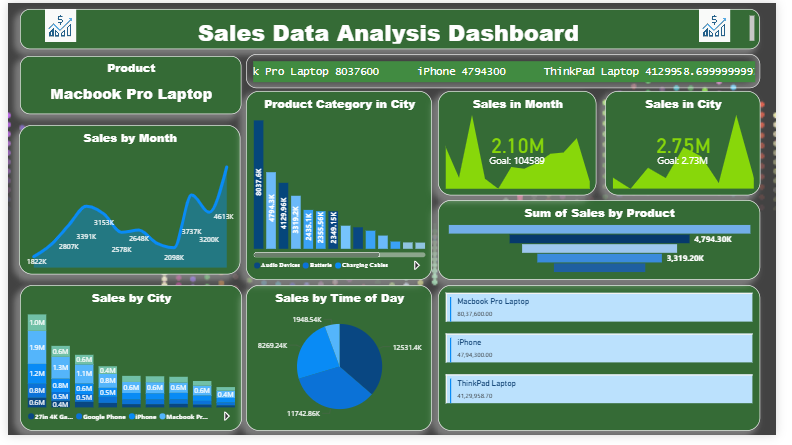 Sales Data Analysis Dashboard
Product
Macbook Pro Laptop
k Pro Laptop 8037600 iPhone 4794300 ThinkPad Laptop 4129958.699999999
Sales by Month
1822K
2807K
3391K
3153K
2578K
2648K
2098K
3737K
3200K
4613K
Product Category in City
8037.6K
4794.3K
4129.96K
3319.2K
2435.1K
2355.56K
2349.15K
Audio Devices Batterie Charging Cables
Sales in Month
2.10M
Goal: 104589
Sales in City
2.75M
Goal: 2.73M
Sum of Sales by Product
4,794.30K
3,319.20K
Sales by City
1.0M
1.9M
1.2M
0.8M
0.6M
0.6M
1.3M
0.8M
0.5M
0.4M
0.6M
1.1M
0.5M
0.6M
0.4M
0.8M
0.5M
0.6M
0.6M
0.6M
0.6M
0.4M
27in 4K Ga... Google Phone iPhone Macbook Pr...
Sales by Time of Day
1948.54K
8269.24K
12531.4K
11742.86K
Macbook Pro Laptop
80,37,600.00
iPhone
47,94,300.00
ThinkPad Laptop
41,29,958.70